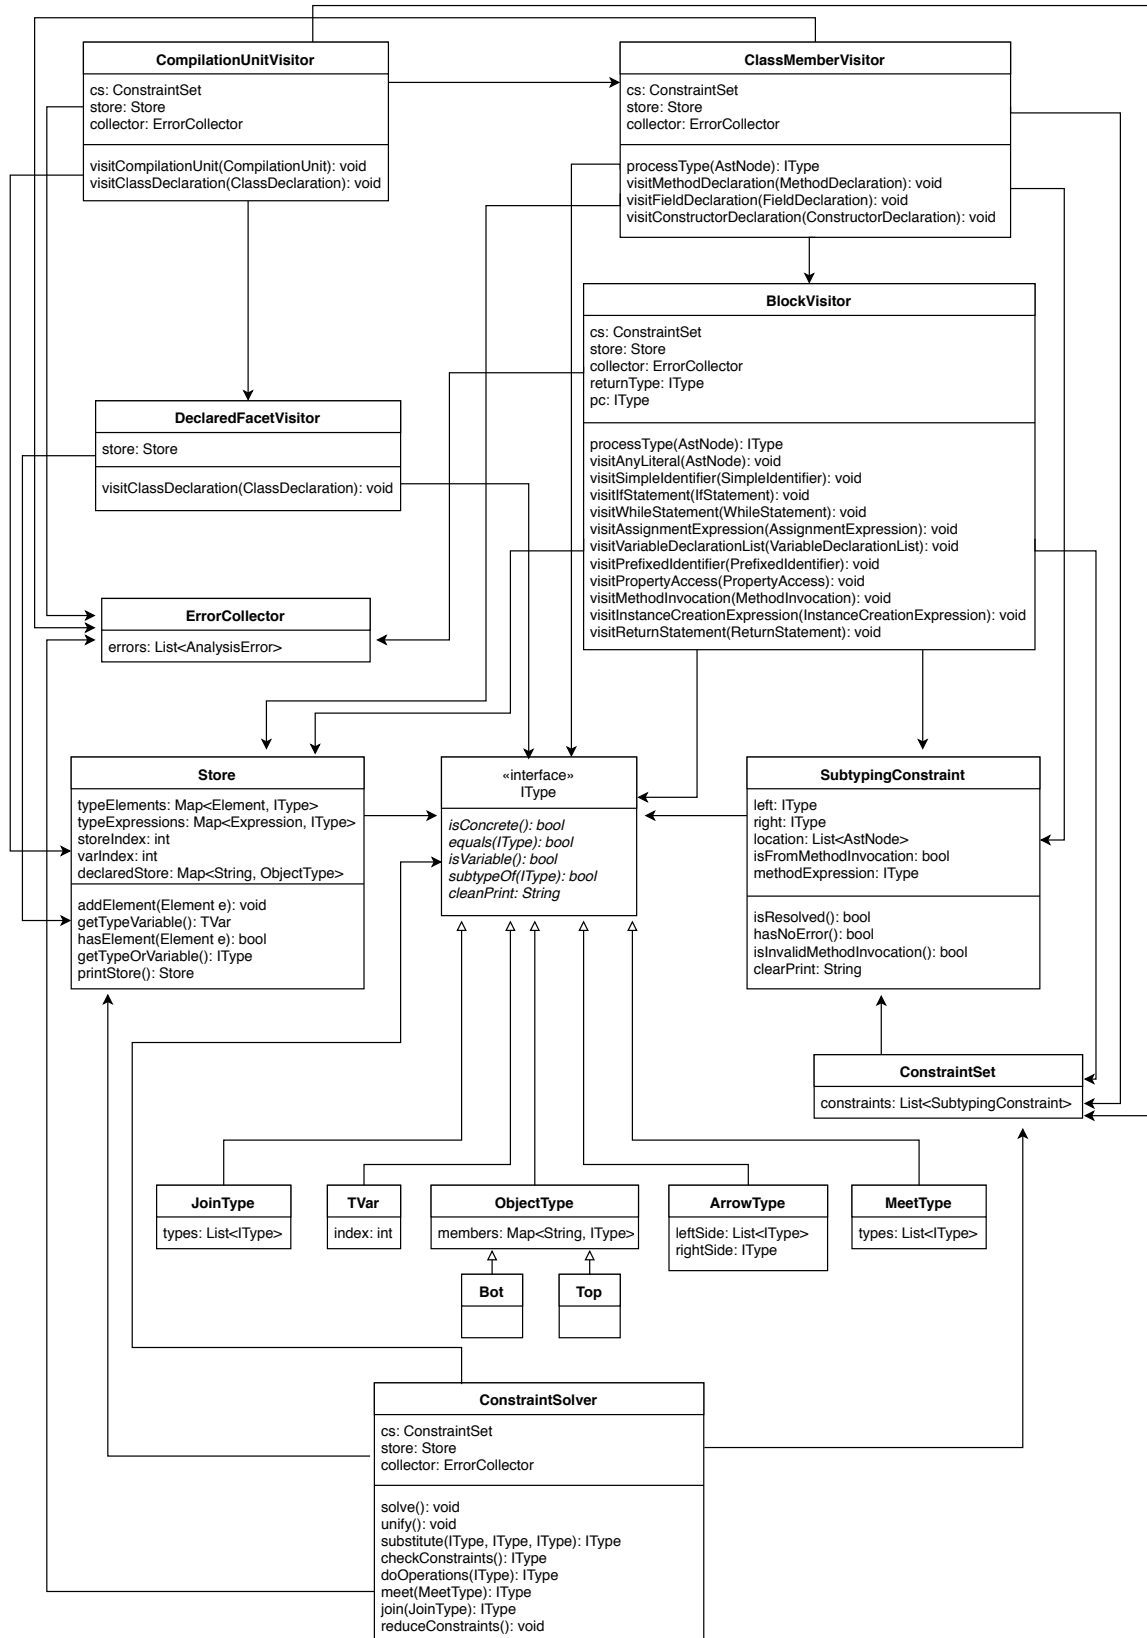 CompilationUnitVisitor
cs: ConstraintSet
store: Store
collector: ErrorCollector
visitCompilationUnit(CompilationUnit): void
visitClassDeclaration(ClassDeclaration): void
ClassMemberVisitor
cs: ConstraintSet
store: Store
collector: ErrorCollector
processType(AstNode): IType
visitMethodDeclaration(MethodDeclaration): void
visitFieldDeclaration(FieldDeclaration): void
visitConstructorDeclaration(ConstructorDeclaration): void
BlockVisitor
cs: ConstraintSet
store: Store
collector: ErrorCollector
returnType: IType
pc: IType
processType(AstNode): IType
visitAnyLiteral(AstNode): void
visitSimpleIdentifier(SimpleIdentifier): void
visitIfStatement(IfStatement): void
visitWhileStatement(WhileStatement): void
visitAssignmentExpression(AssignmentExpression): void
visitVariableDeclarationList(VariableDeclarationList): void
visitPrefixedIdentifier(PrefixedIdentifier): void
visitPropertyAccess(PropertyAccess): void
visitMethodInvocation(MethodInvocation): void
visitInstanceCreationExpression(InstanceCreationExpression): void
visitReturnStatement(ReturnStatement): void
DeclaredFacetVisitor
store: Store
visitClassDeclaration(ClassDeclaration): void
ErrorCollector
errors: List<AnalysisError>
Store
typeElements: Map<Element, IType>
typeExpressions: Map<Expression, IType>
storeIndex: int
varIndex: int
declaredStore: Map<String, ObjectType>
addElement(Element e): void
getTypeVariable(): TVar
hasElement(Element e): bool
getTypeOrVariable(): IType
printStore(): Store
«interface»
IType
isConcrete(): bool
equals(IType): bool
isVariable(): bool
subtypeOf(IType): bool
cleanPrint: String
SubtypingConstraint
left: IType
right: IType
location: List<AstNode>
isFromMethodInvocation: bool
methodExpression: IType
isResolved(): bool
hasNoError(): bool
isInvalidMethodInvocation(): bool
clearPrint: String
ConstraintSet
constraints: List<SubtypingConstraint>
JoinType
types: List<IType>
TVar
index: int
ObjectType
members: Map<String, IType>
ArrowType
leftSide: List<IType>
rightSide: IType
MeetType
types: List<IType>
Bot
Top
ConstraintSolver
cs: ConstraintSet
store: Store
collector: ErrorCollector
solve(): void
unify(): void
substitute(IType, IType, IType): IType
checkConstraints(): IType
doOperations(IType): IType
meet(MeetType): IType
join(JoinType): IType
reduceConstraints(): void